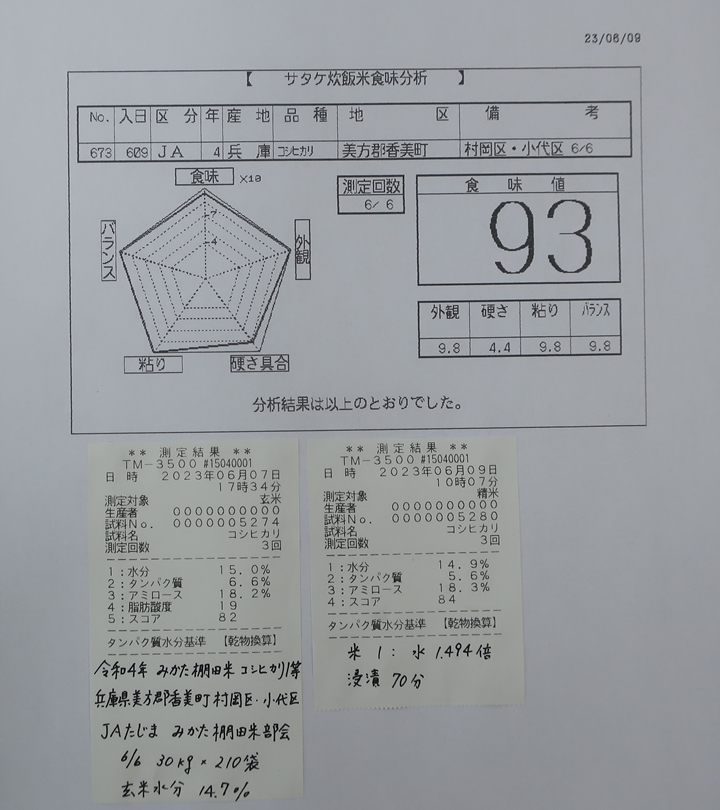 23/06/09
【 サタケ炊飯米食味分析 】
No. 入日 区分 年 産地 品種 地区 備考
673 609 JA 4 兵庫 コシヒカリ 美方郡香美町 村岡区・小代区 6/6
食味 ×10
7
4
バランス
外観
粘り
硬さ具合
測定回数
6/ 6
食味値
93
外観 硬さ 粘り バランス
9.8 4.4 9.8 9.8
分析結果は以上のとおりでした。
** 測定結果 **
TM-3500 #15040001
日 時 2023年06月07日
17時34分
測定対象 玄米
生産者 0000000000
試料No. 0000005274
試料名 コシヒカリ
測定回数 3回
1:水分 15.0%
2:タンパク質 6.6%
3:アミロース 18.2%
4:脂肪酸度 19
5:スコア 82
タンパク質水分基準 【乾物換算】
令和4年 みかた棚田米 コシヒカリ1等
兵庫県美方郡香美町村岡区・小代区
JAたじま みかた棚田米部会
6/6 30kg × 210袋
玄米水分 14.7%
** 測定結果 **
TM-3500 #15040001
日 時 2023年06月09日
10時07分
測定対象 精米
生産者 0000000000
試料No. 0000005280
試料名 コシヒカリ
測定回数 3回
1:水分 14.9%
2:タンパク質 5.6%
3:アミロース 18.3%
4:スコア 84
タンパク質水分基準 【乾物換算】
米 1 : 水 1.494倍
浸漬 70分